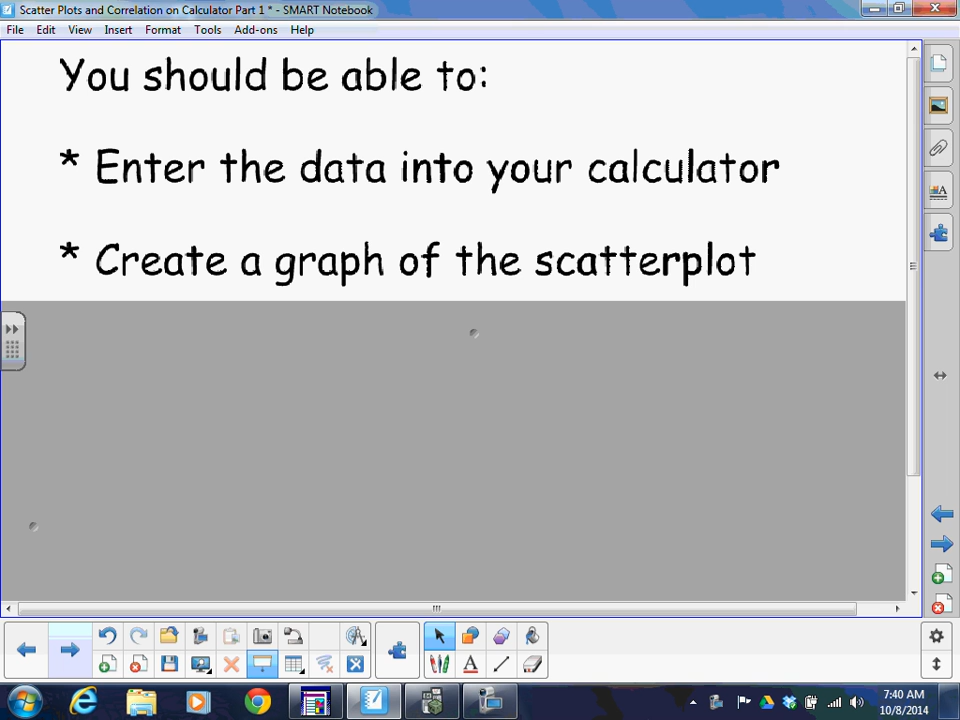 Scatter Plots and Correlation on Calculator Part 1 * - SMART Notebook
File Edit View Insert Format Tools Add-ons Help
You should be able to:
* Enter the data into your calculator
* Create a graph of the scatterplot
7:40 AM
10/8/2014